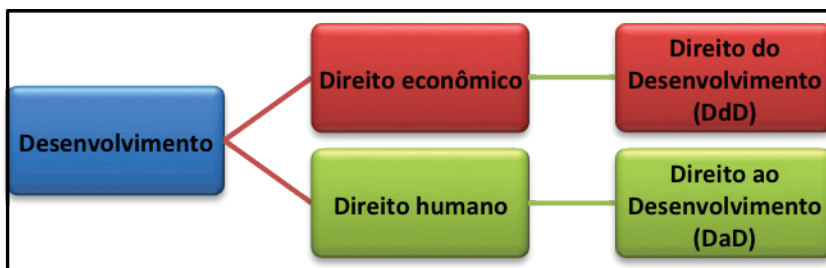 Desenvolvimento
Direito econômico
Direito do
Desenvolvimento
(DdD)
Direito humano
Direito ao
Desenvolvimento
(DaD)